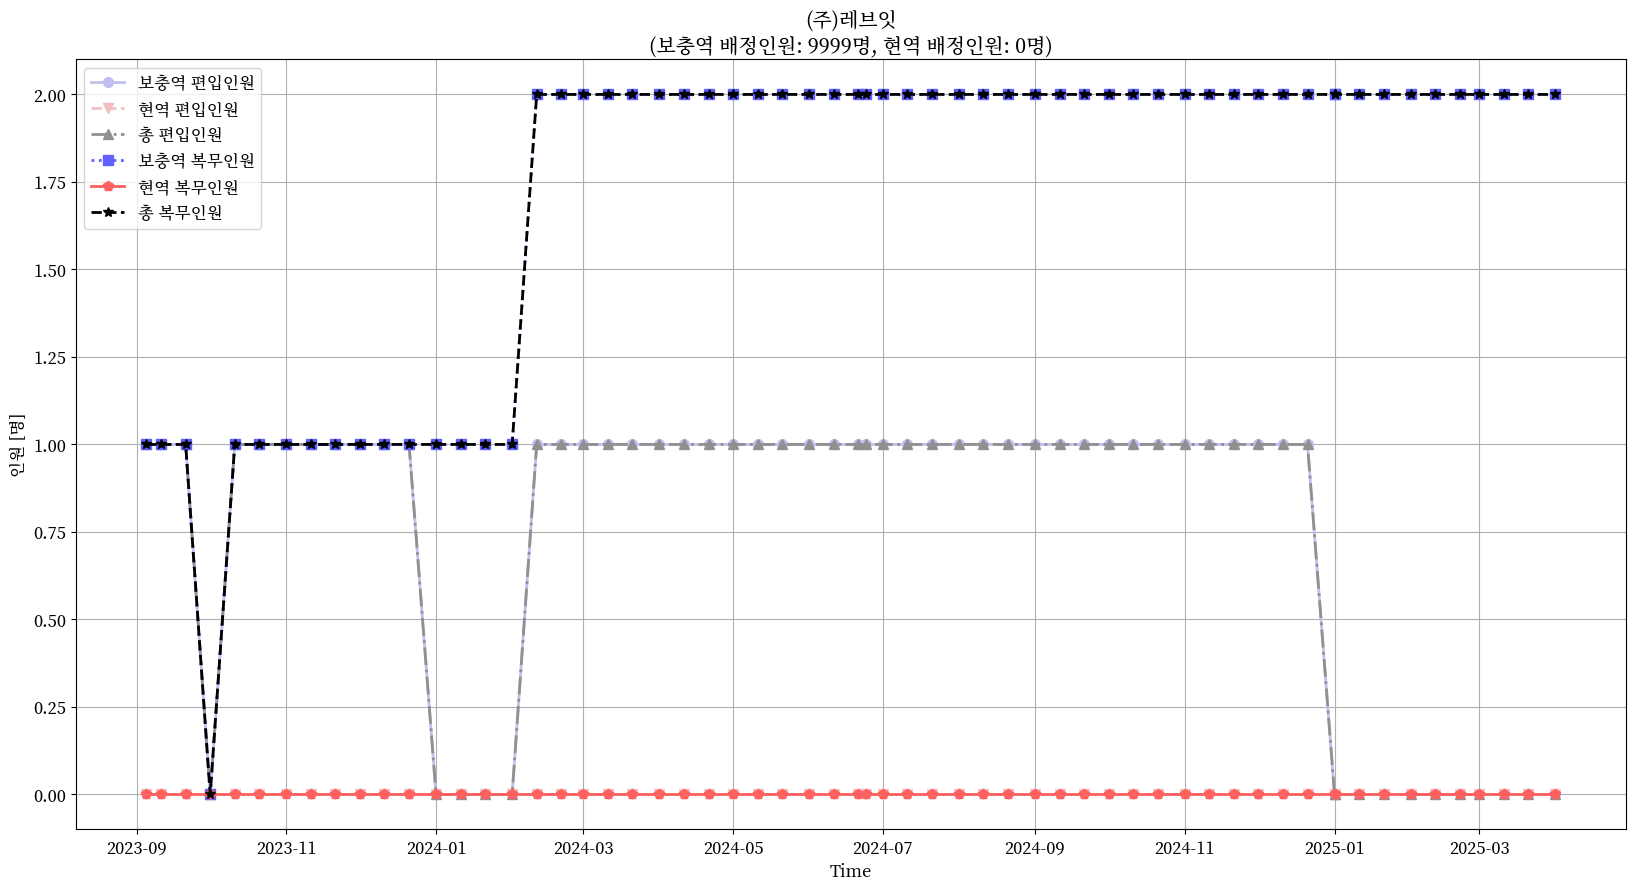 (주)레브잇
(보충역 배정인원: 9999명, 현역 배정인원: 0명)
보충역 편입인원
현역 편입인원
총 편입인원
보충역 복무인원
현역 복무인원
총 복무인원
인원 [명]
2.00
1.75
1.50
1.25
1.00
0.75
0.50
0.25
0.00
2023-09 2023-11 2024-01 2024-03 2024-05 2024-07 2024-09 2024-11 2025-01 2025-03
Time